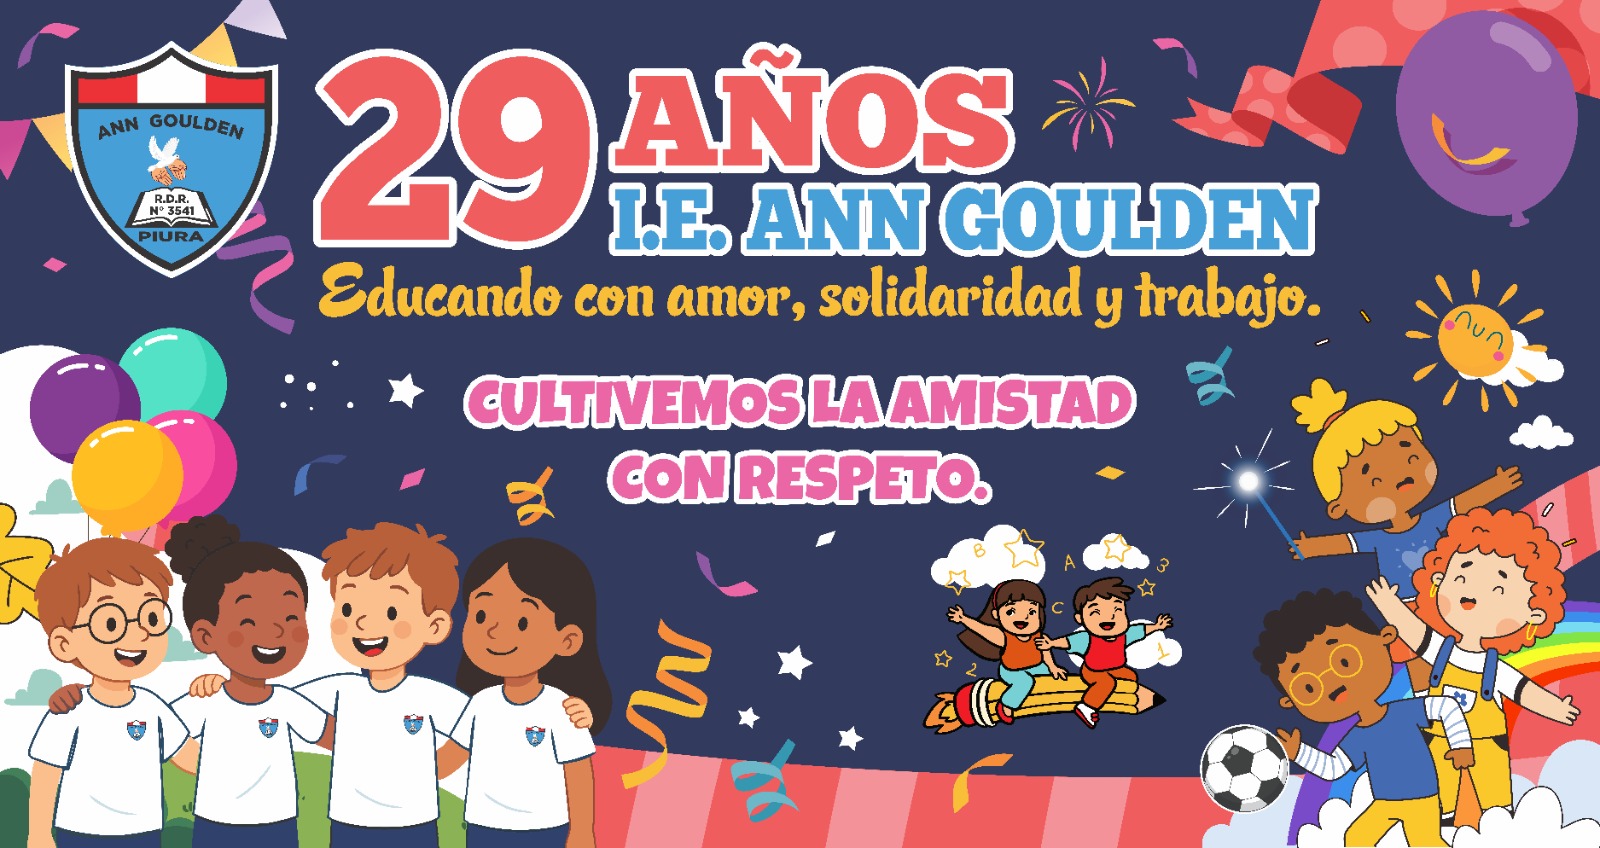 ANN GOULDEN
R.D.R.
N° 3541
PIURA
29 AÑOS
I.E. ANN GOULDEN
Educando con amor, solidaridad y trabajo.
CULTIVEMOS LA AMISTAD
CON RESPETO.
B
A
3
C
2
1